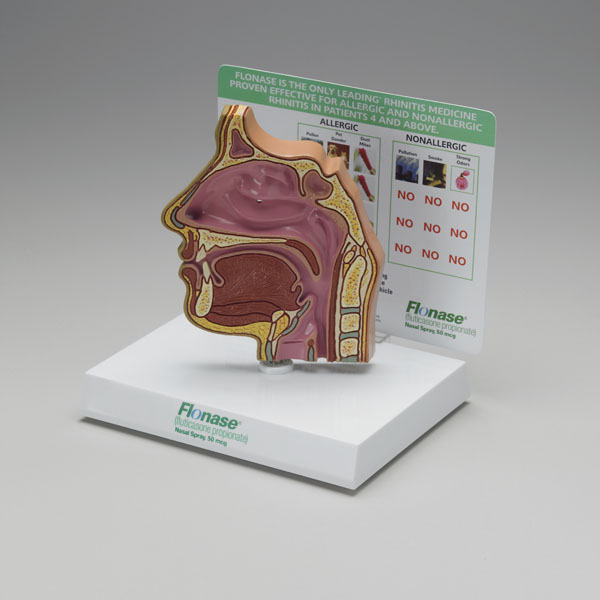 FLONASE IS THE ONLY LEADING† RHINITIS MEDICINE
PROVEN EFFECTIVE FOR ALLERGIC AND NONALLERGIC
RHINITIS IN PATIENTS 4 AND ABOVE.
ALLERGIC
Pollen Pet Dander Dust Mites
NONALLERGIC
Pollution Smoke Strong Odors
NO NO NO
NO NO NO
NO NO NO
Flonase®
(fluticasone propionate)
Nasal Spray, 50 mcg
Flonase®
(fluticasone propionate)
Nasal Spray, 50 mcg